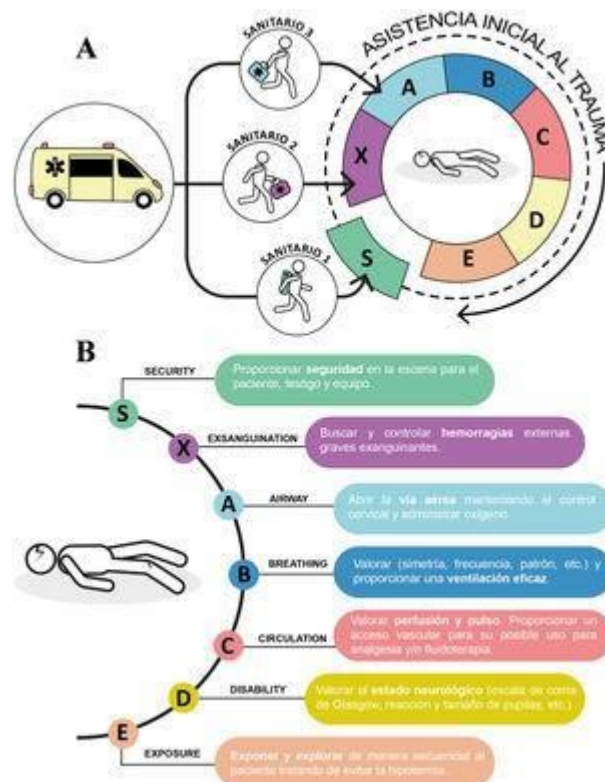 A
SANITARIO 3
SANITARIO 2
SANITARIO 1
ASISTENCIA INICIAL AL TRAUMA
S
X
A
B
C
D
E
B
S
SECURITY
Proporcionar seguridad en la escena para el
paciente, testigo y equipo.
X
EXSANGUINATION
Buscar y controlar hemorragias externas
graves exanguinantes.
A
AIRWAY
Abrir la vía aérea manteniendo el control
cervical y administrar oxígeno.
B
BREATHING
Valorar (simetría, frecuencia, patrón, etc.) y
proporcionar una ventilación eficaz.
C
CIRCULATION
Valorar perfusión y pulso. Proporcionar un
acceso vascular para su posible uso para
analgesia y/o fluidoterapia.
D
DISABILITY
Valorar el estado neurológico (escala de coma
de Glasgow, reacción y tamaño de pupilas, etc.)
E
EXPOSURE
Exponer y explorar de manera secuencial al
paciente tratando de evitar la hipotermia.